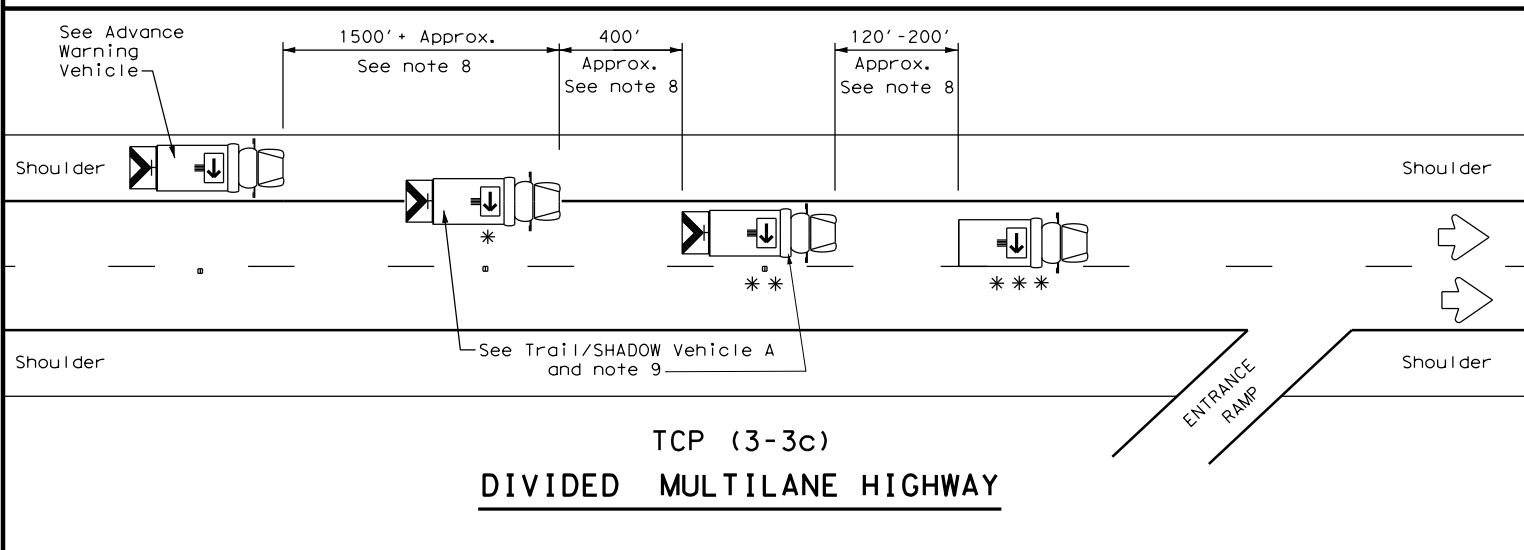 See Advance
Warning
Vehicle
1500'+ Approx.
See note 8
400'
Approx.
See note 8
120'-200'
Approx.
See note 8
Shoulder
Shoulder
*
* *
* * *
See Trail/SHADOW Vehicle A
and note 9
Shoulder
Shoulder
ENTRANCE
RAMP
TCP (3-3c)
DIVIDED MULTILANE HIGHWAY